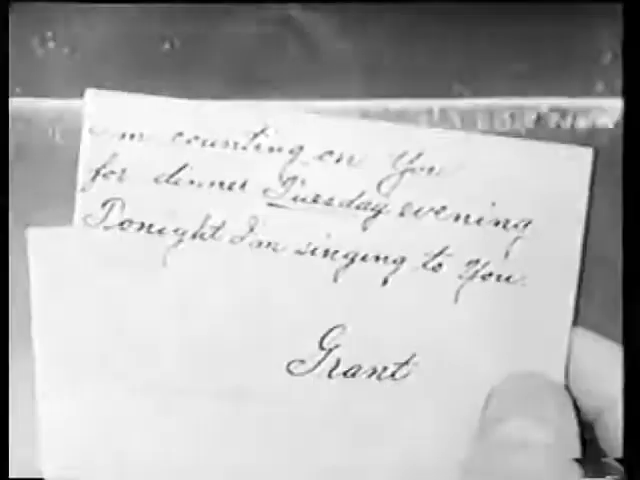 I'm counting on You
for dinner Tuesday evening
Tonight I'm singing to You.
Grant